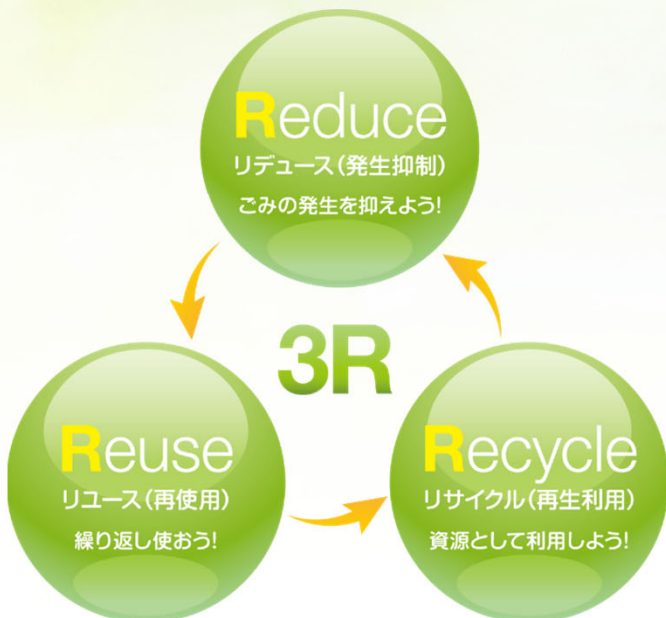 Reduce
リデュース(発生抑制)
ごみの発生を抑えよう!
3R
Reuse
リユース(再使用)
繰り返し使おう!
Recycle
リサイクル(再生利用)
資源として利用しよう!